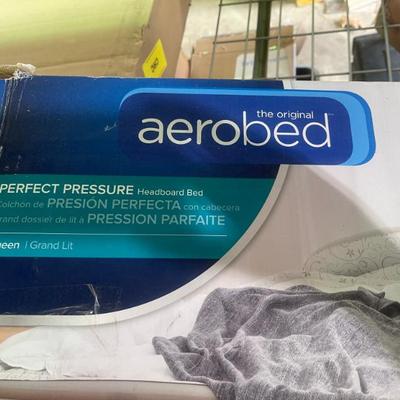 the original
aerobed
PERFECT PRESSURE Headboard Bed
Colchón de PRESIÓN PERFECTA con cabecera
rand dossier de lit à PRESSION PARFAITE
een | Grand Lit